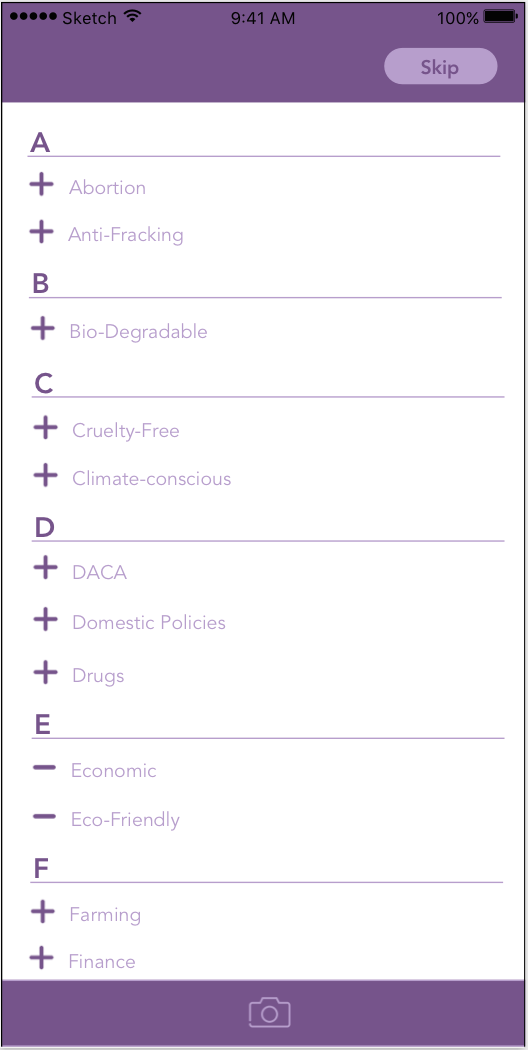 Sketch 9:41 AM 100%
Skip
A
Abortion
Anti-Fracking
B
Bio-Degradable
C
Cruelty-Free
Climate-conscious
D
DACA
Domestic Policies
Drugs
E
Economic
Eco-Friendly
F
Farming
Finance